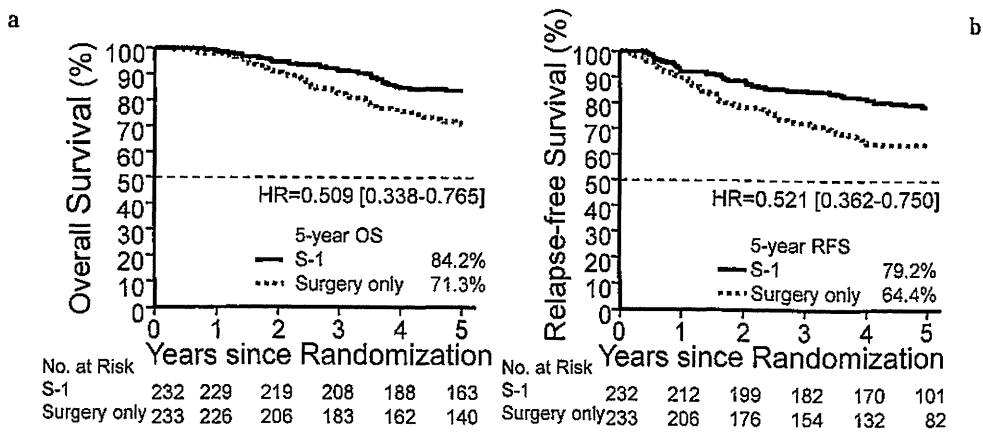 a
Overall Survival (%)
100
90
80
70
60
50
40
30
20
10
0
HR=0.509 [0.338-0.765]
5-year OS
S-1 84.2%
Surgery only 71.3%
0 1 2 3 4 5
Years since Randomization
No. at Risk
S-1 232 229 219 208 188 163
Surgery only 233 226 206 183 162 140
b
Relapse-free Survival (%)
100
90
80
70
60
50
40
30
20
10
0
HR=0.521 [0.362-0.750]
5-year RFS
S-1 79.2%
Surgery only 64.4%
0 1 2 3 4 5
Years since Randomization
No. at Risk
S-1 232 212 199 182 170 101
Surgery only 233 206 176 154 132 82